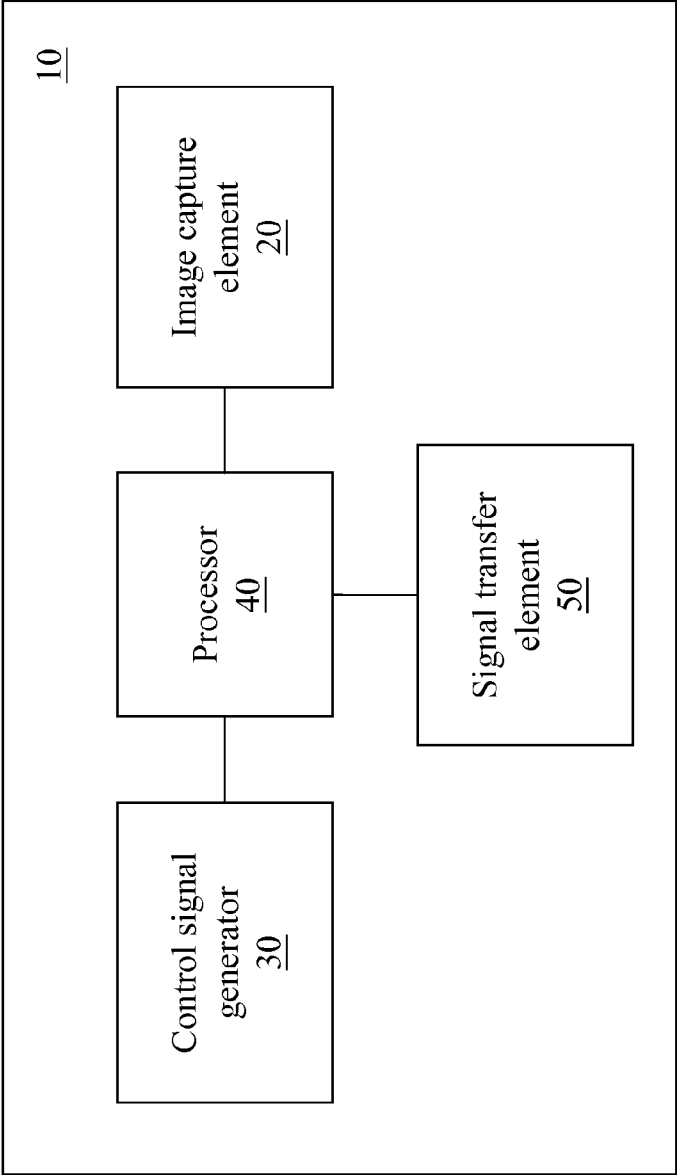 10
Control signal
generator
30
Processor
40
Image capture
element
20
Signal transfer
element
50